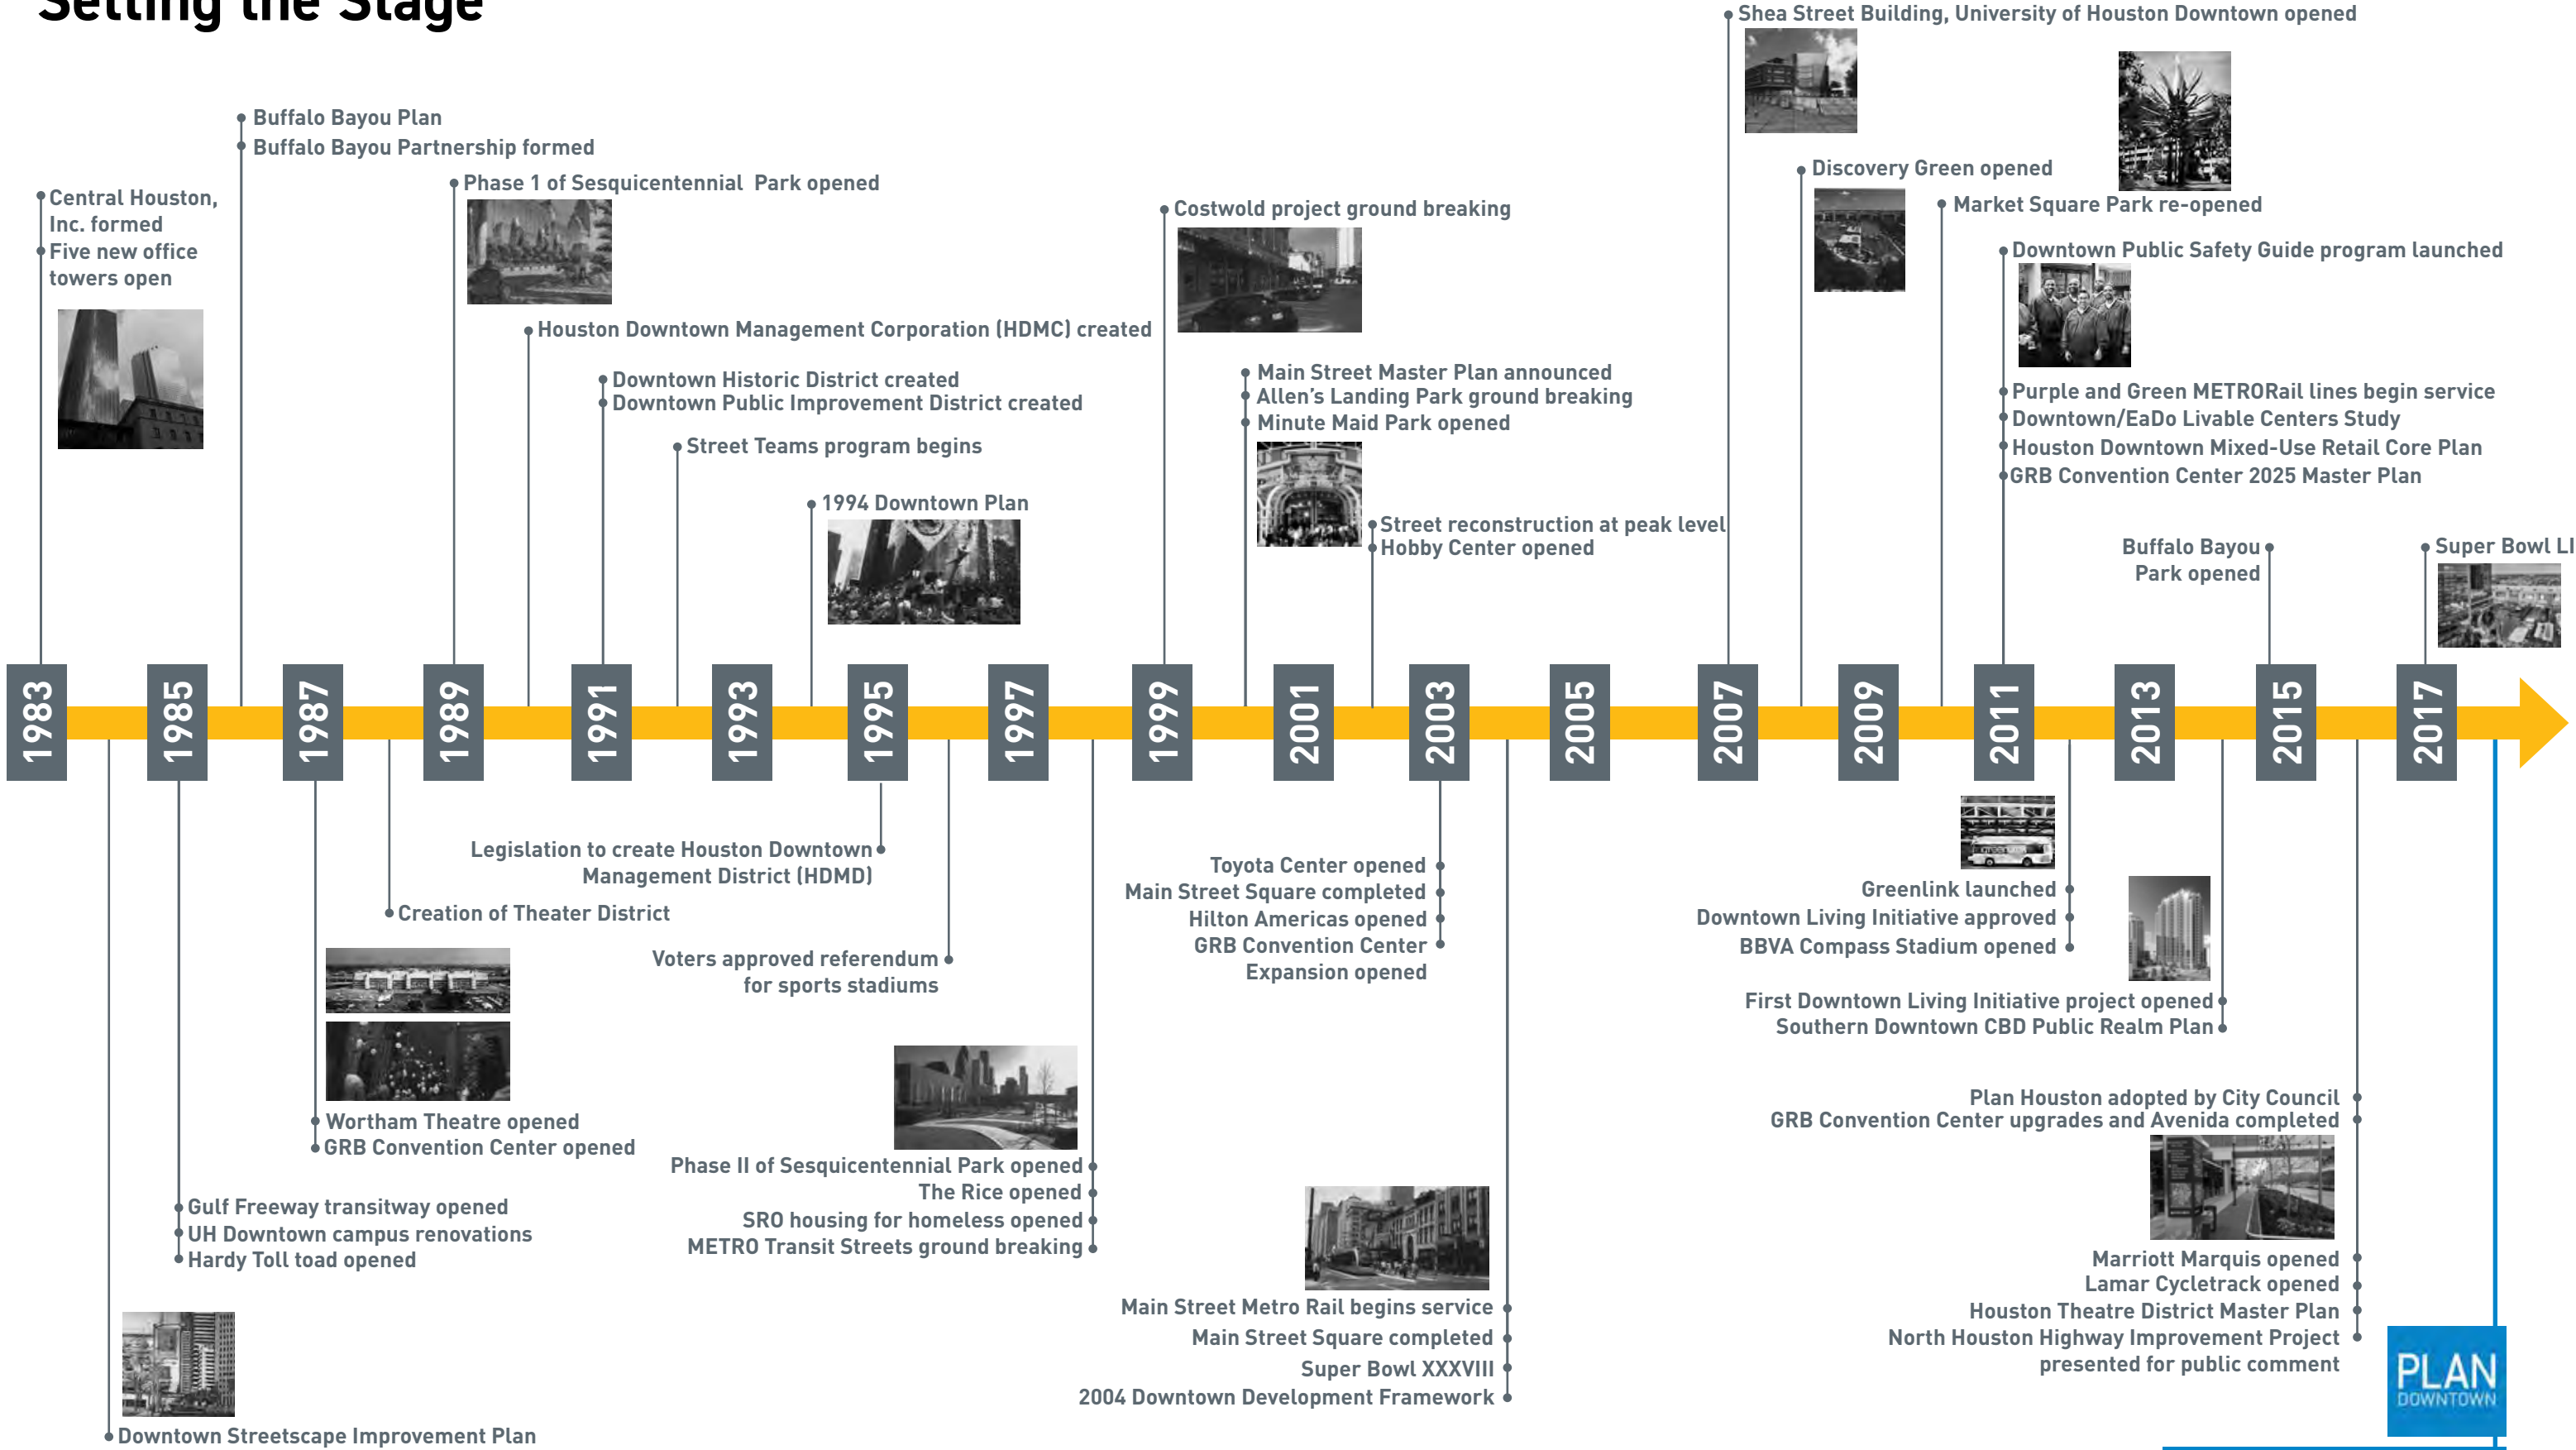 Setting the Stage
Shea Street Building, University of Houston Downtown opened
Buffalo Bayou Plan
Buffalo Bayou Partnership formed
Discovery Green opened
Phase 1 of Sesquicentennial Park opened
Central Houston,
Inc. formed
Five new office
towers open
Costwold project ground breaking
Market Square Park re-opened
Downtown Public Safety Guide program launched
Houston Downtown Management Corporation (HDMC) created
Downtown Historic District created
Downtown Public Improvement District created
Main Street Master Plan announced
Allen's Landing Park ground breaking
Minute Maid Park opened
Purple and Green METRORail lines begin service
Downtown/EaDo Livable Centers Study
Houston Downtown Mixed-Use Retail Core Plan
GRB Convention Center 2025 Master Plan
Street Teams program begins
1994 Downtown Plan
Street reconstruction at peak level
Hobby Center opened
Buffalo Bayou
Park opened
Super Bowl LI
1983
1985
1987
1989
1991
1993
1995
1997
1999
2001
2003
2005
2007
2009
2011
2013
2015
2017
Legislation to create Houston Downtown
Management District (HDMD)
Creation of Theater District
Voters approved referendum
for sports stadiums
Toyota Center opened
Main Street Square completed
Hilton Americas opened
GRB Convention Center
Expansion opened
Greenlink launched
Downtown Living Initiative approved
BBVA Compass Stadium opened
First Downtown Living Initiative project opened
Southern Downtown CBD Public Realm Plan
Wortham Theatre opened
GRB Convention Center opened
Plan Houston adopted by City Council
GRB Convention Center upgrades and Avenida completed
Phase II of Sesquicentennial Park opened
The Rice opened
SRO housing for homeless opened
METRO Transit Streets ground breaking
Gulf Freeway transitway opened
UH Downtown campus renovations
Hardy Toll toad opened
Marriott Marquis opened
Lamar Cycletrack opened
Houston Theatre District Master Plan
North Houston Highway Improvement Project
presented for public comment
Main Street Metro Rail begins service
Main Street Square completed
Super Bowl XXXVIII
2004 Downtown Development Framework
Downtown Streetscape Improvement Plan
PLAN
DOWNTOWN